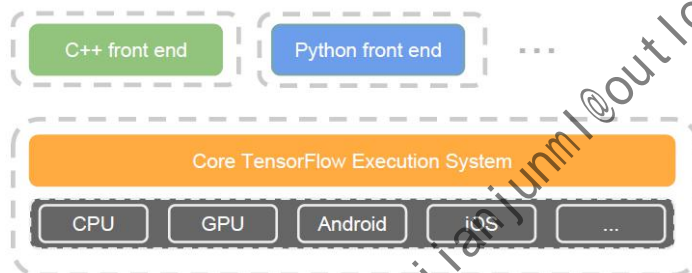 C++ front end
Python front end
...
Core TensorFlow Execution System
CPU
GPU
Android
iOS
...